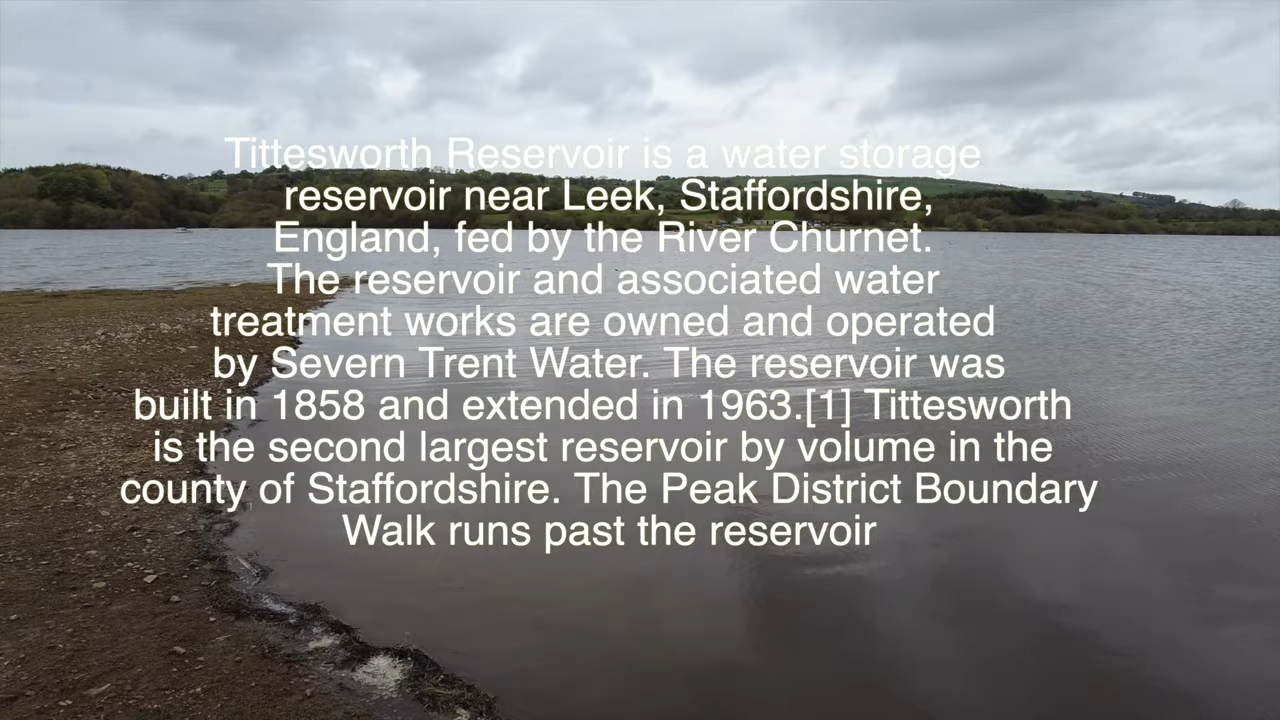 Tittesworth Reservoir is a water storage
reservoir near Leek, Staffordshire,
England, fed by the River Churnet.
The reservoir and associated water
treatment works are owned and operated
by Severn Trent Water. The reservoir was
built in 1858 and extended in 1963.[1] Tittesworth
is the second largest reservoir by volume in the
county of Staffordshire. The Peak District Boundary
Walk runs past the reservoir